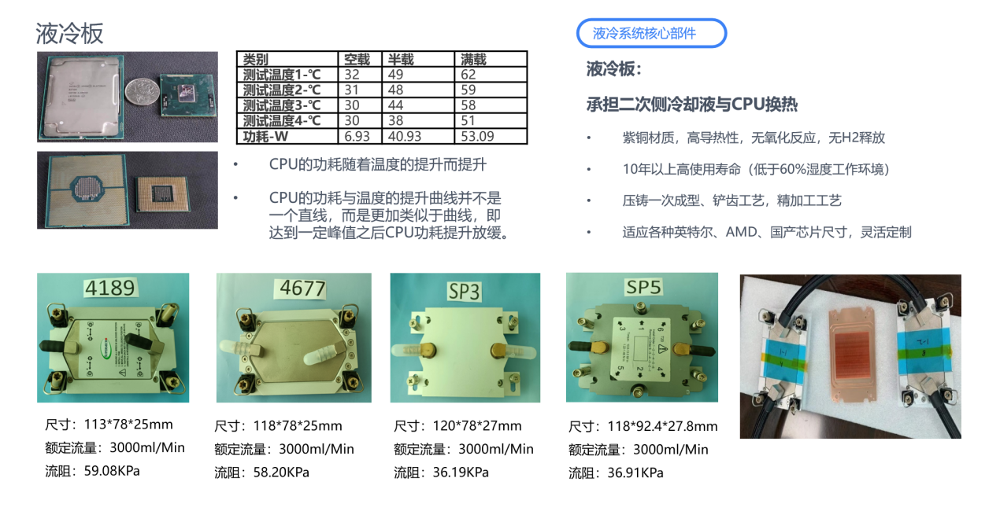 液冷板
类别 空载 半载 满载
测试温度1-℃ 32 49 62
测试温度2-℃ 31 48 59
测试温度3-℃ 30 44 58
测试温度4-℃ 30 38 51
功耗-W 6.93 40.93 53.09
• CPU的功耗随着温度的提升而提升
• CPU的功耗与温度的提升曲线并不是
一个直线，而是更加类似于曲线，即
达到一定峰值之后CPU功耗提升放缓。
液冷系统核心部件
液冷板：
承担二次侧冷却液与CPU换热
• 紫铜材质，高导热性，无氧化反应，无H2释放
• 10年以上高使用寿命（低于60%湿度工作环境）
• 压铸一次成型、铲齿工艺，精加工工艺
• 适应各种英特尔、AMD、国产芯片尺寸，灵活定制
4189
尺寸：113*78*25mm
额定流量：3000ml/Min
流阻：59.08KPa
4677
尺寸：118*78*25mm
额定流量：3000ml/Min
流阻：58.20KPa
SP3
尺寸：120*78*27mm
额定流量：3000ml/Min
流阻：36.19KPa
SP5
3 1 6
5 2 4
尺寸：118*92.4*27.8mm
额定流量：3000ml/Min
流阻：36.91KPa